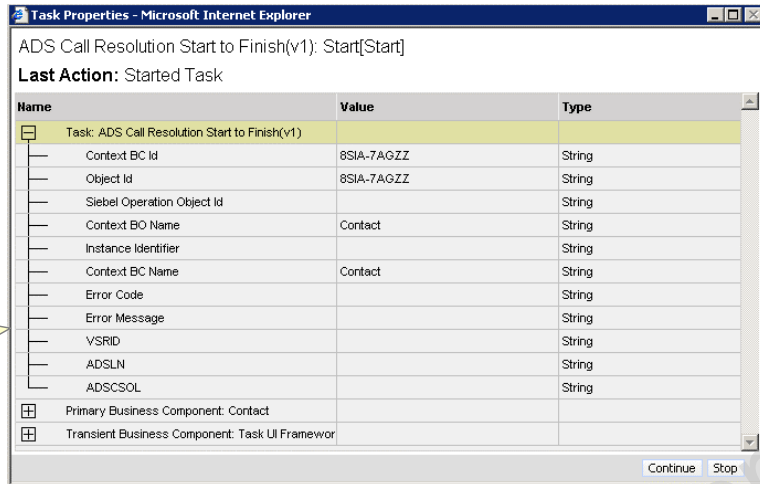 Task Properties - Microsoft Internet Explorer
ADS Call Resolution Start to Finish(v1): Start[Start]
Last Action: Started Task
Name Value Type
Task: ADS Call Resolution Start to Finish(v1)
Context BC Id 8SIA-7AGZZ String
Object Id 8SIA-7AGZZ String
Siebel Operation Object Id String
Context BO Name Contact String
Instance Identifier String
Context BC Name Contact String
Error Code String
Error Message String
VSRID String
ADSLN String
ADSCSOL String
Primary Business Component: Contact
Transient Business Component: Task UI Framewor
Continue Stop